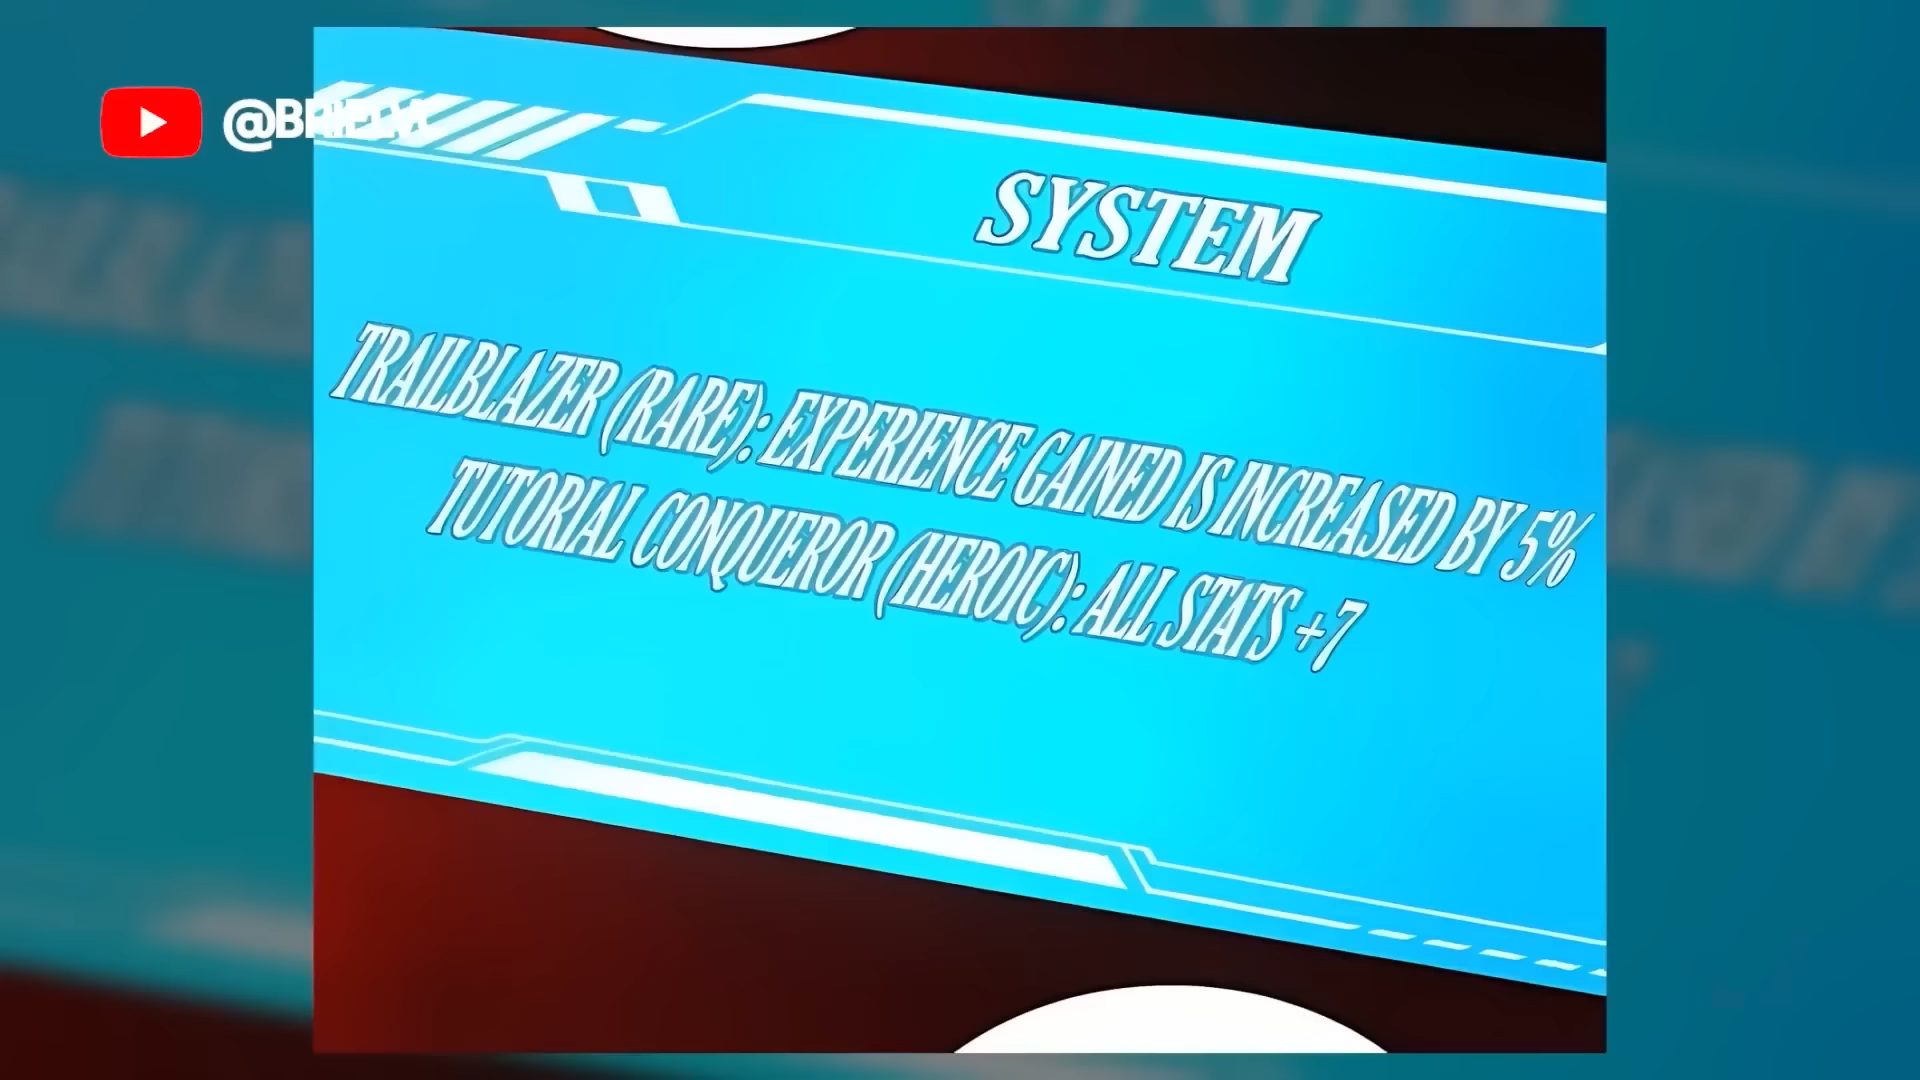 SYSTEM
TRAILBLAZER (RARE): EXPERIENCE GAINED IS INCREASED BY 5%
TUTORIAL CONQUEROR (HEROIC): ALL STATS +7